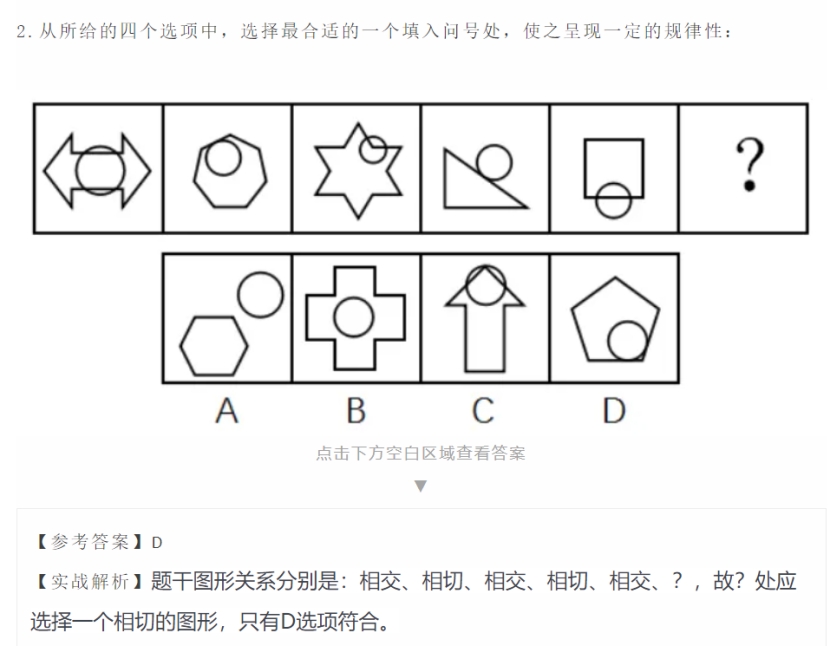 2. 从所给的四个选项中，选择最合适的一个填入问号处，使之呈现一定的规律性：
?
A B C D
点击下方空白区域查看答案
▼
【参考答案】D
【实战解析】题干图形关系分别是：相交、相切、相交、相切、相交、？，故？处应
选择一个相切的图形，只有D选项符合。